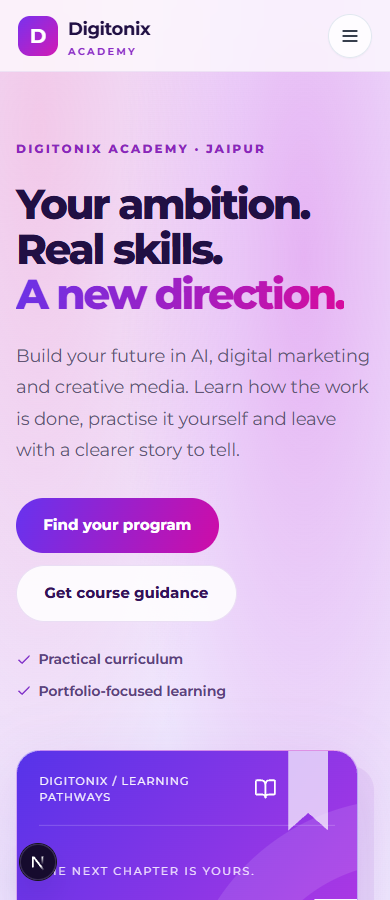 D
Digitonix
ACADEMY
DIGITONIX ACADEMY • JAIPUR
Your ambition.
Real skills.
A new direction.
Build your future in AI, digital marketing
and creative media. Learn how the work
is done, practise it yourself and leave
with a clearer story to tell.
Find your program
Get course guidance
Practical curriculum
Portfolio-focused learning
DIGITONIX / LEARNING
PATHWAYS
N
NEXT CHAPTER IS YOURS.